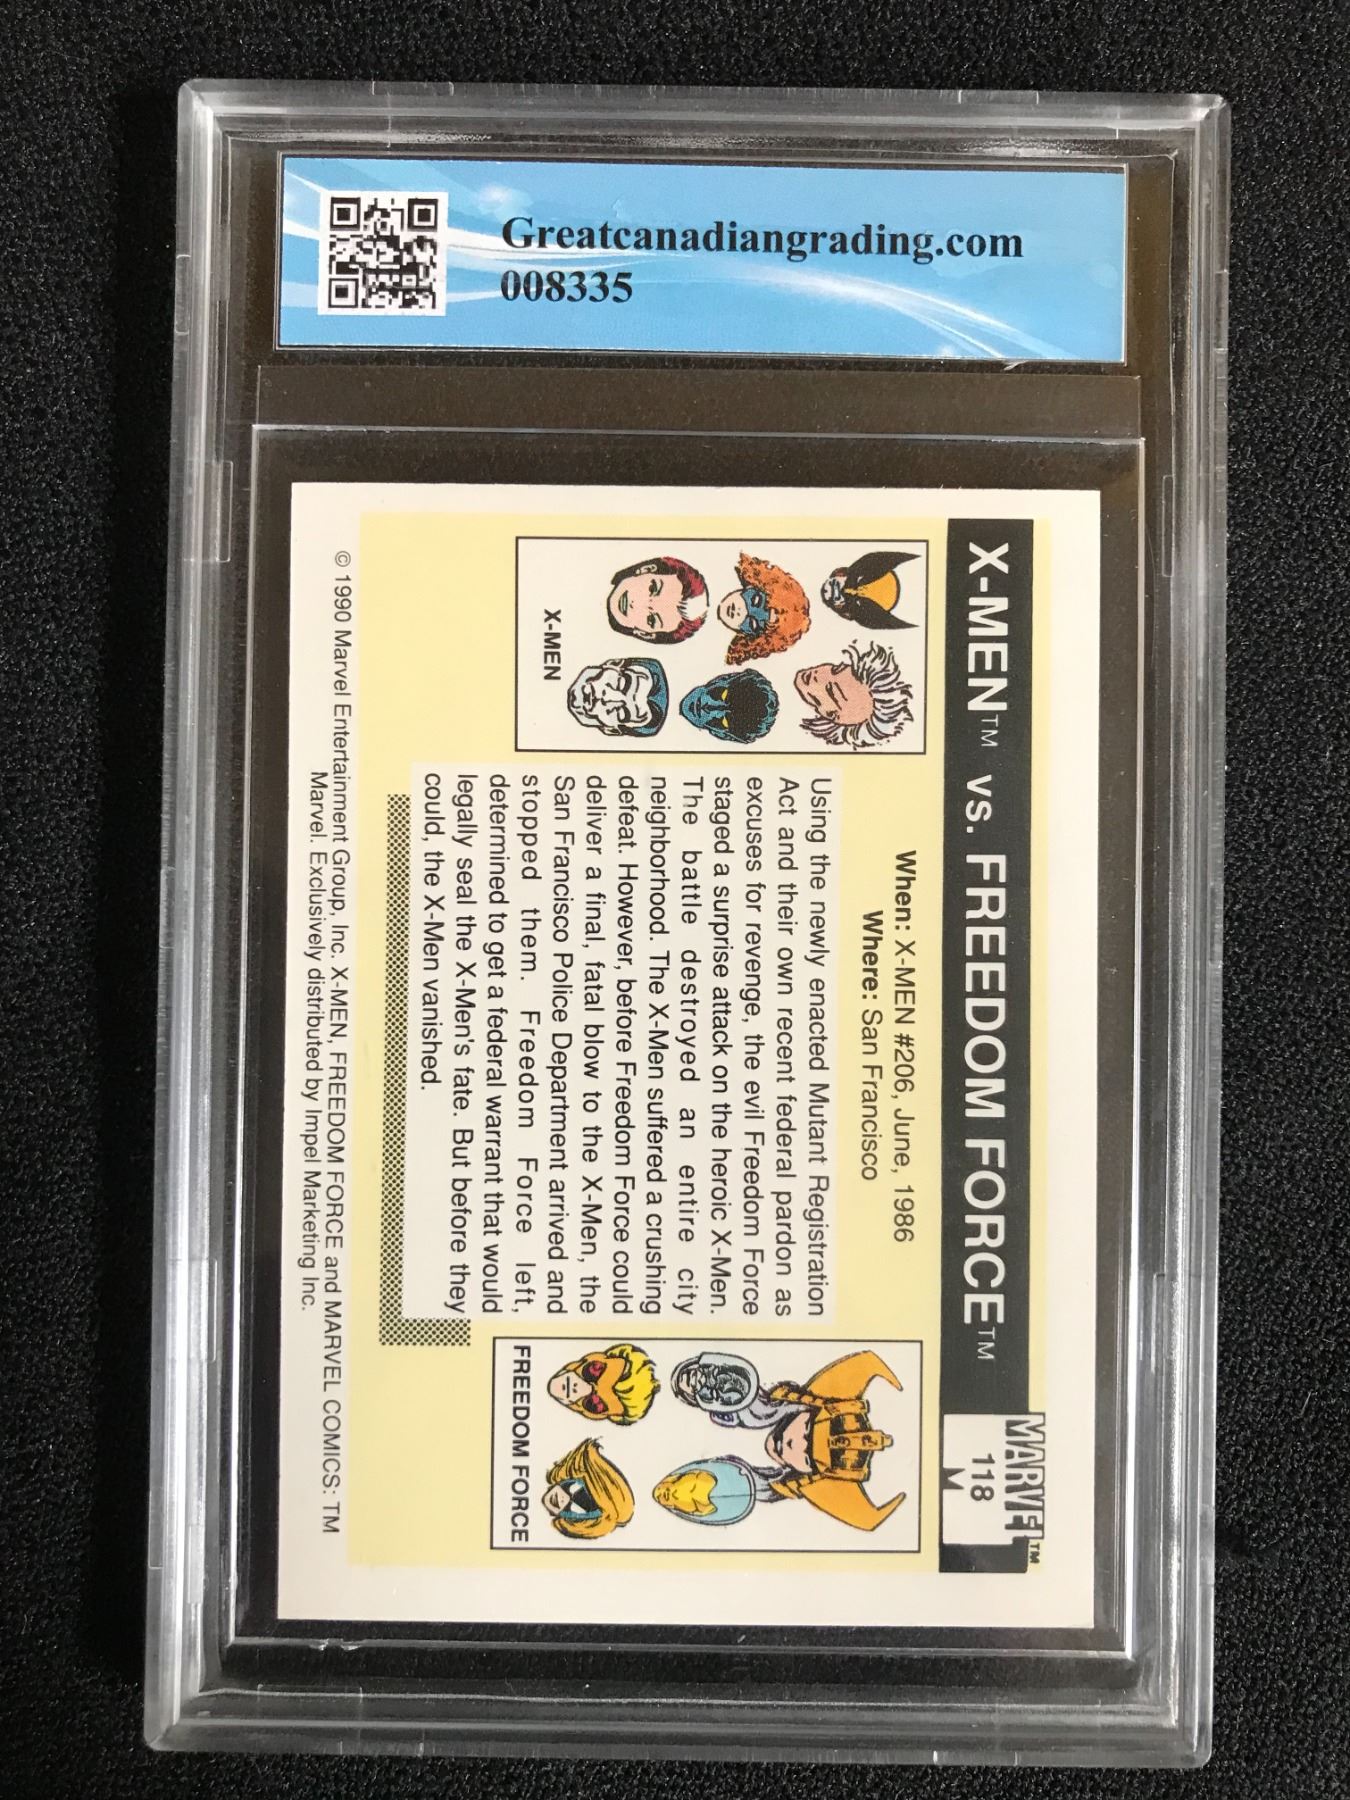 Greatcanadiangrading.com
008335
X-MEN™ vs. FREEDOM FORCE™
MARVEL™
118
M
When: X-MEN #206, June, 1986
Where: San Francisco
X-MEN
Using the newly enacted Mutant Registration
Act and their own recent federal pardon as
excuses for revenge, the evil Freedom Force
staged a surprise attack on the heroic X-Men.
The battle destroyed an entire city
neighborhood. The X-Men suffered a crushing
defeat. However, before Freedom Force could
deliver a final, fatal blow to the X-Men, the
San Francisco Police Department arrived and
stopped them. Freedom Force left,
determined to get a federal warrant that would
legally seal the X-Men's fate. But before they
could, the X-Men vanished.
FREEDOM FORCE
© 1990 Marvel Entertainment Group, Inc. X-MEN, FREEDOM FORCE and MARVEL COMICS: TM
Marvel. Exclusively distributed by Impel Marketing Inc.